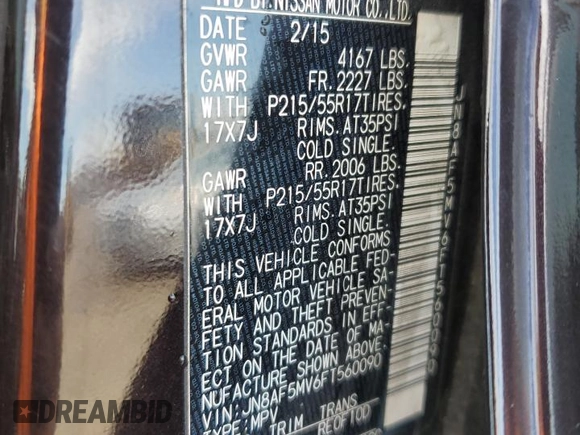 MFD BY NISSAN MOTOR CO.,LTD.
DATE 2/15
GVWR 4167 LBS.
GAWR FR. 2227 LBS.
WITH P215/55R17TIRES.
17X7J RIMS.AT35PSI
COLD SINGLE.
GAWR RR. 2006 LBS.
WITH P215/55R17TIRES.
17X7J RIMS.AT35PSI
COLD SINGLE.
THIS VEHICLE CONFORMS
TO ALL APPLICABLE FED-
ERAL MOTOR VEHICLE SA-
FETY AND THEFT PREVEN-
TION STANDARDS IN EFF-
ECT ON THE DATE OF MA-
NUFACTURE SHOWN ABOVE.
VIN:JN8AF5MV6FT560090
TYPE:MPV
TRIM TRANS
REOPTOD
JN8AF5MV6FT560090
DREAMBID